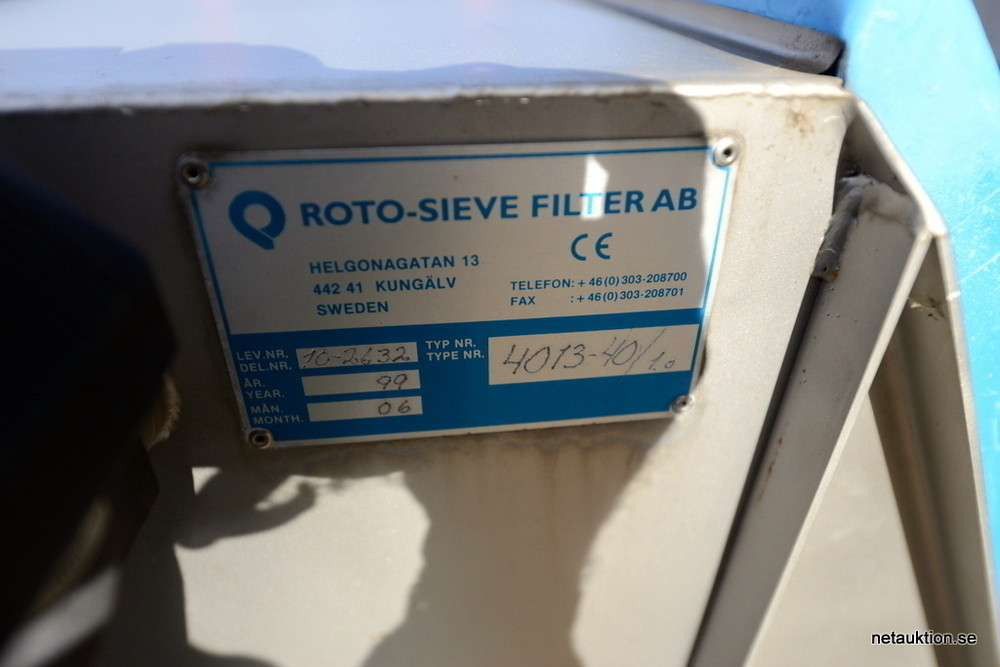 ROTO-SIEVE FILTER AB
CE
HELGONAGATAN 13
442 41 KUNGÄLV
SWEDEN
TELEFON: +46(0)303-208700
FAX : +46(0)303-208701
LEV.NR. 10-2632
DEL.NR.
TYP NR.
TYPE NR. 4013-40/1.0
ÅR. 99
YEAR.
MÅN. 06
MONTH.
netauktion.se